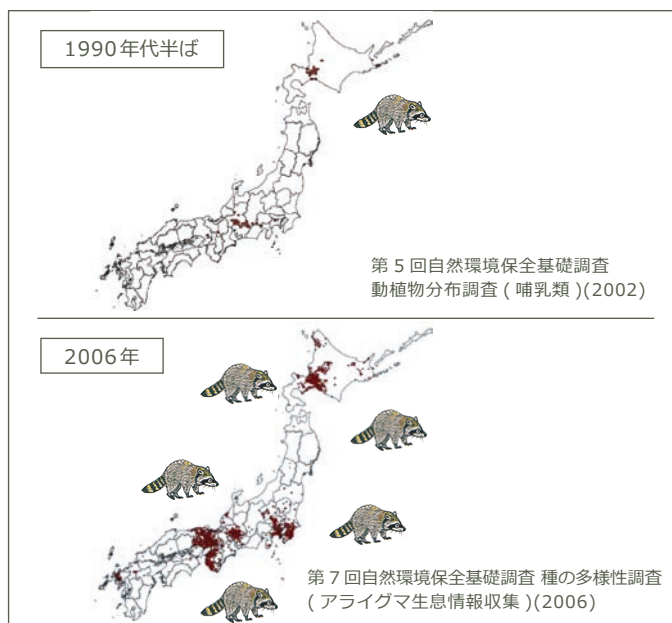 1990年代半ば
第5回自然環境保全基礎調査
動植物分布調査(哺乳類)(2002)
2006年
第7回自然環境保全基礎調査 種の多様性調査
(アライグマ生息情報収集)(2006)